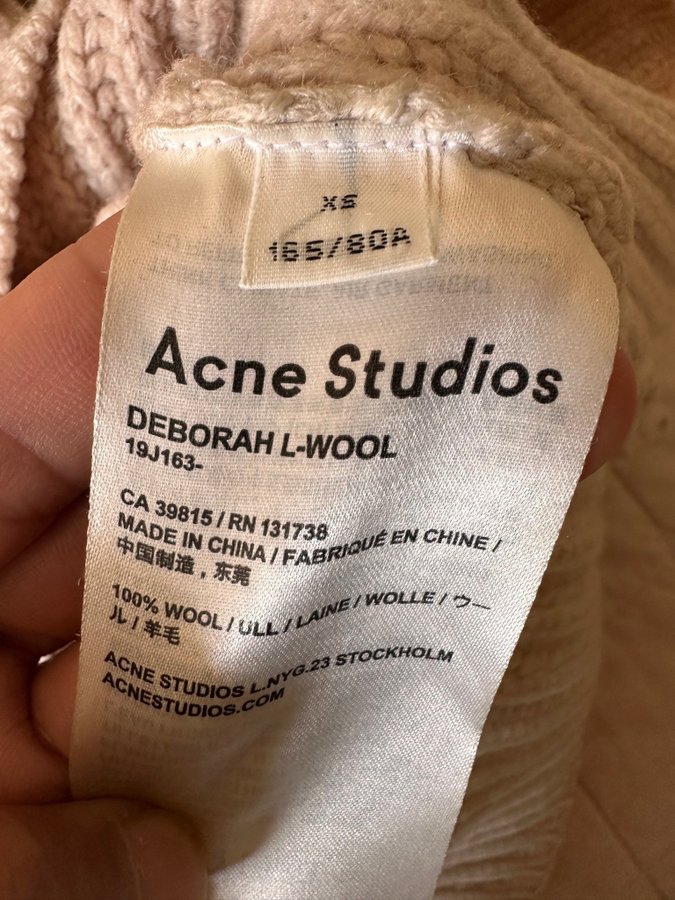 XS
165/80A
Acne Studios
DEBORAH L-WOOL
19J163-
CA 39815 / RN 131738
MADE IN CHINA / FABRIQUÉ EN CHINE /
中国制造，东莞
100% WOOL / ULL / LAINE / WOLLE / ウー
ル / 羊毛
ACNE STUDIOS L.NYG.23 STOCKHOLM
ACNESTUDIOS.COM